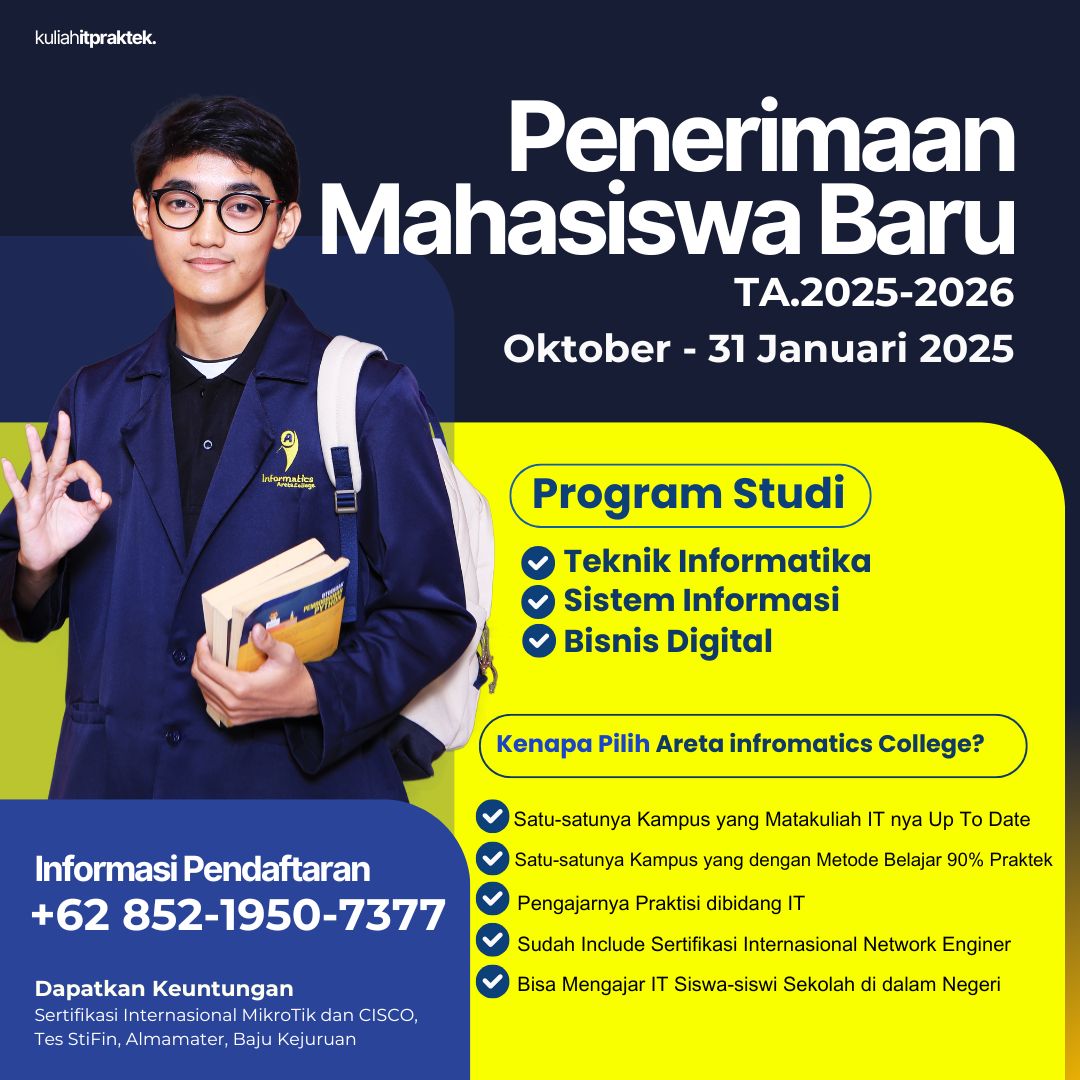 kuliahitpraktek.
Penerimaan
Mahasiswa Baru
TA.2025-2026
Oktober - 31 Januari 2025
Informatics
Areta College
PEMROGRAMAN
PYTHON
Program Studi
Teknik Informatika
Sistem Informasi
Bisnis Digital
Kenapa Pilih Areta infromatics College?
Satu-satunya Kampus yang Matakuliah IT nya Up To Date
Satu-satunya Kampus yang dengan Metode Belajar 90% Praktek
Pengajarnya Praktisi dibidang IT
Sudah Include Sertifikasi Internasional Network Enginer
Bisa Mengajar IT Siswa-siswi Sekolah di dalam Negeri
Informasi Pendaftaran
+62 852-1950-7377
Dapatkan Keuntungan
Sertifikasi Internasional MikroTik dan CISCO,
Tes StiFin, Almamater, Baju Kejuruan